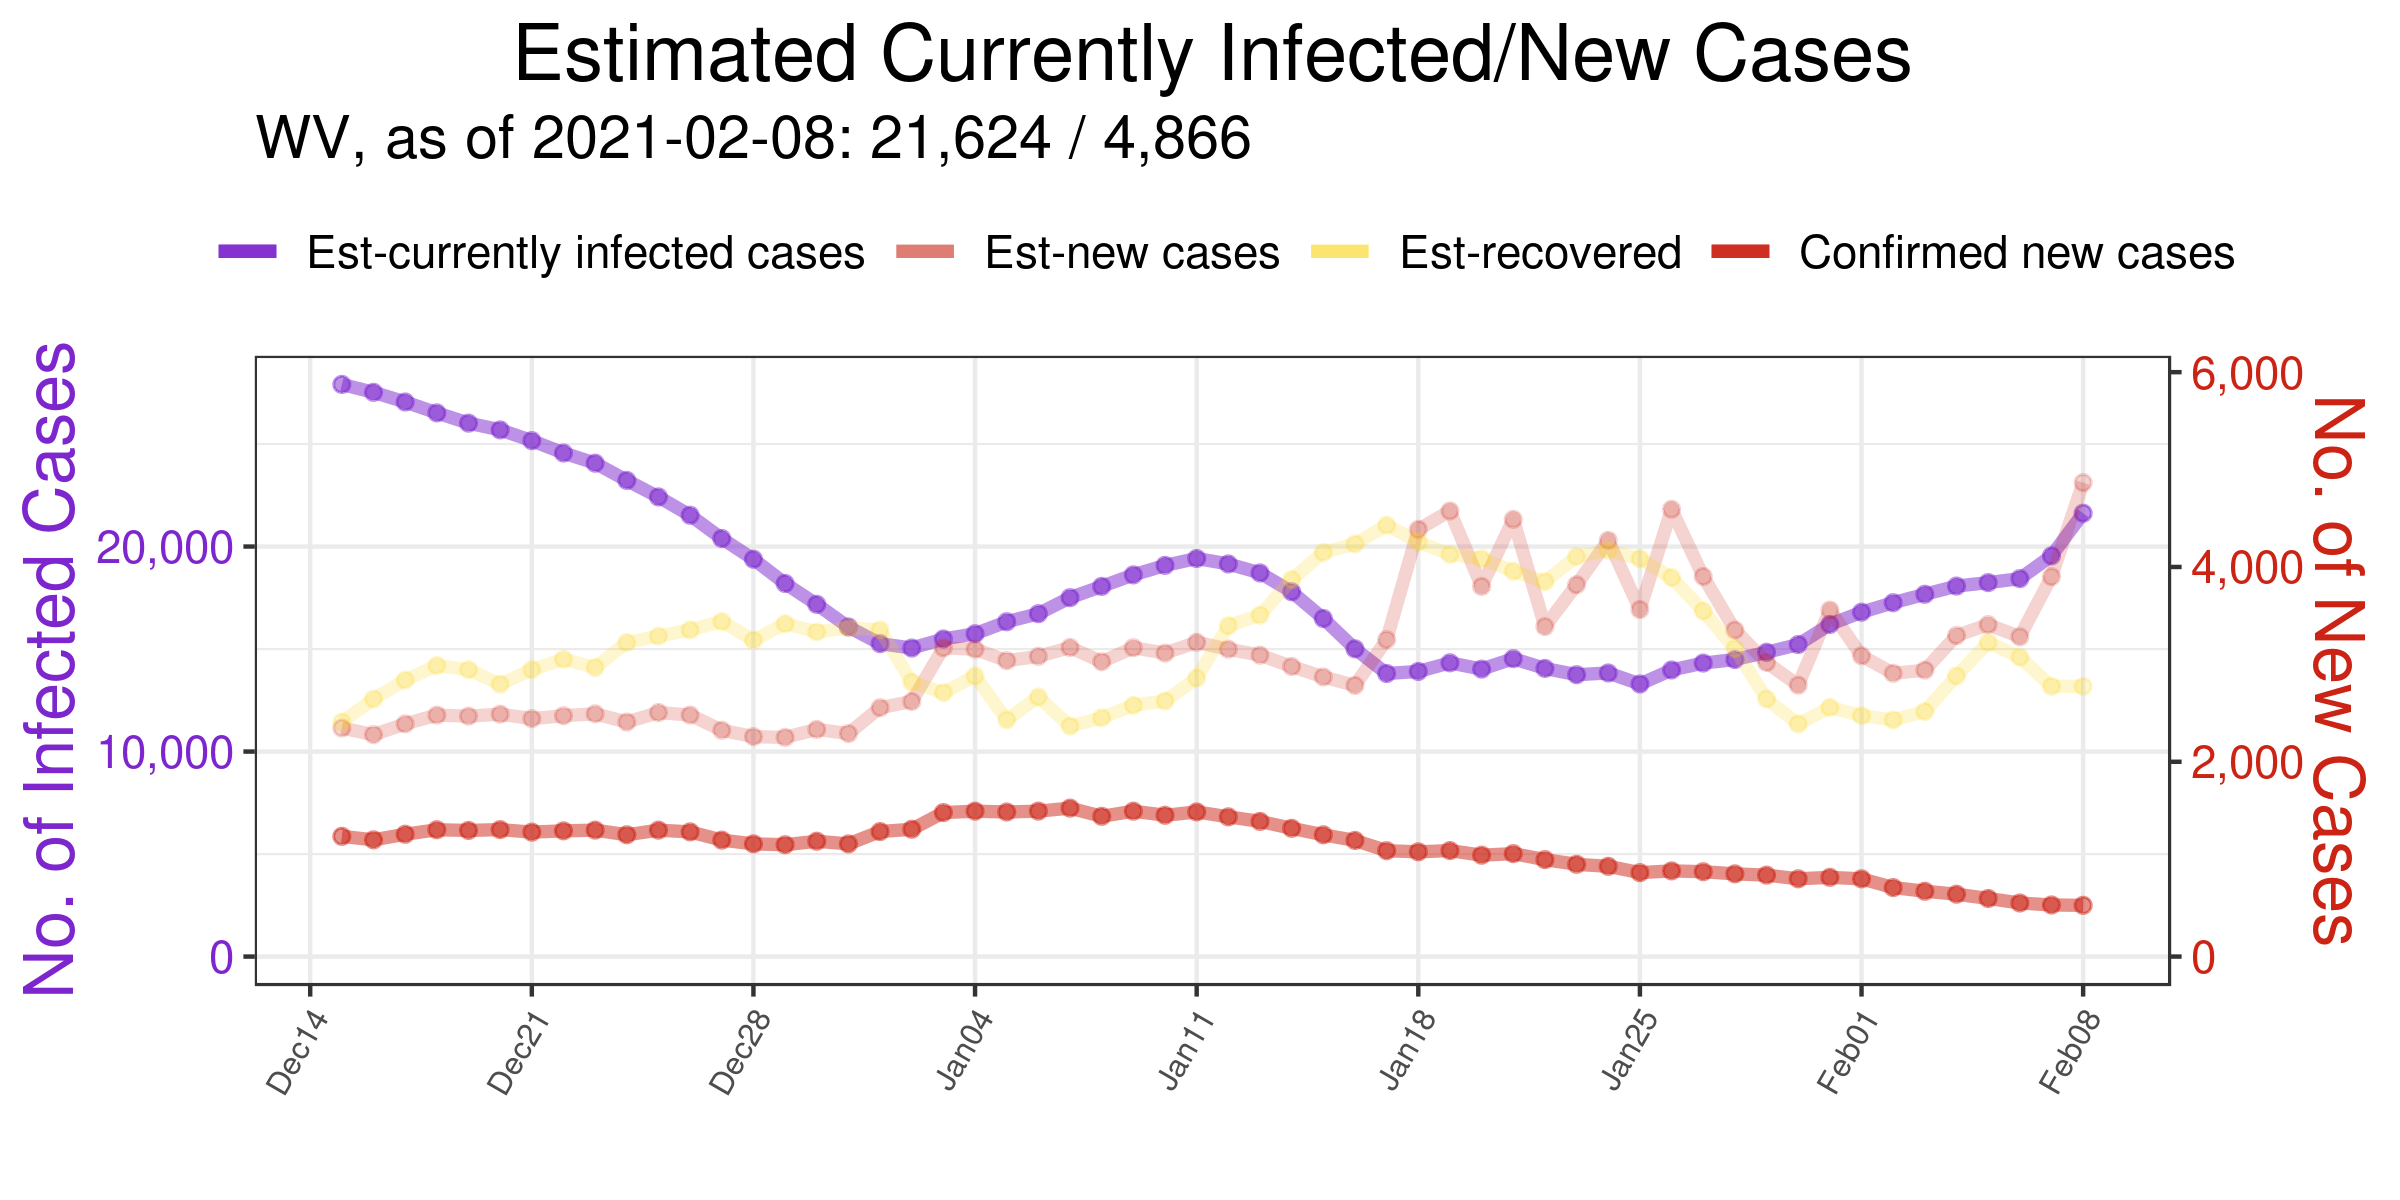 Estimated Currently Infected/New Cases
WV, as of 2021-02-08: 21,624 / 4,866
Est-currently infected cases Est-new cases Est-recovered Confirmed new cases
No. of Infected Cases
20,000
10,000
0
6,000
4,000
2,000
0
No. of New Cases
Dec14 Dec21 Dec28 Jan04 Jan11 Jan18 Jan25 Feb01 Feb08